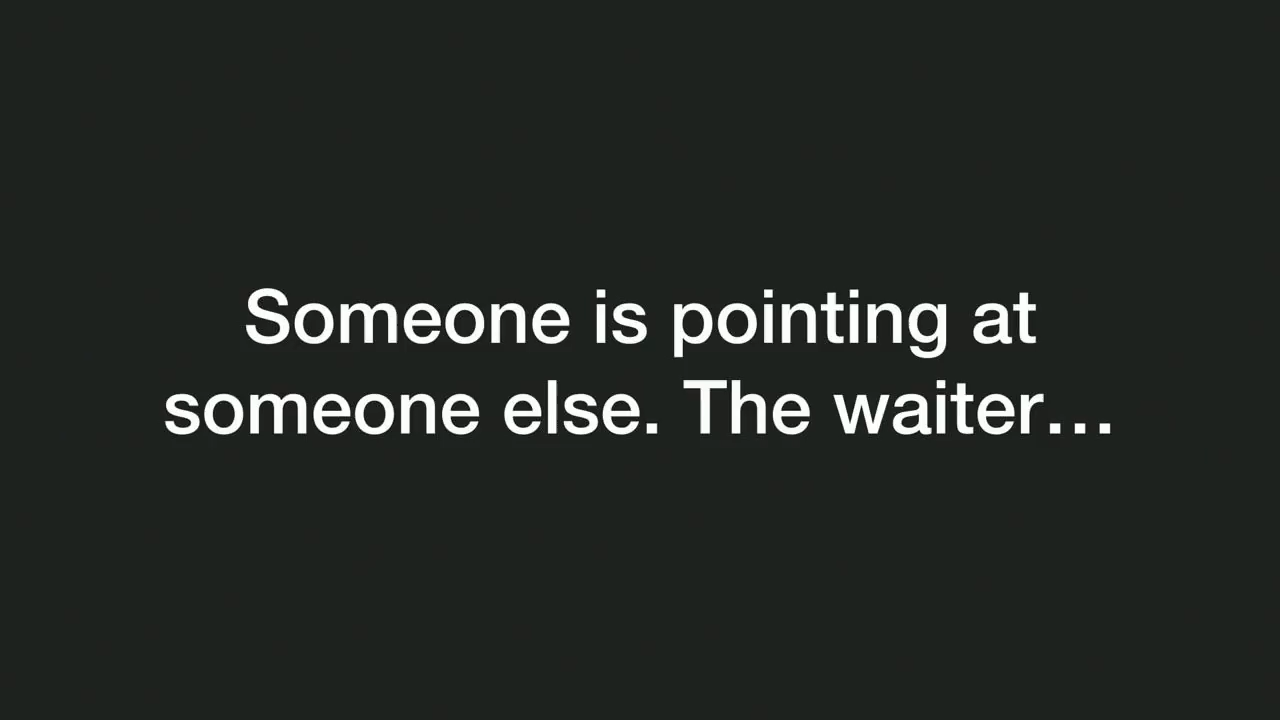 Someone is pointing at
someone else. The waiter…